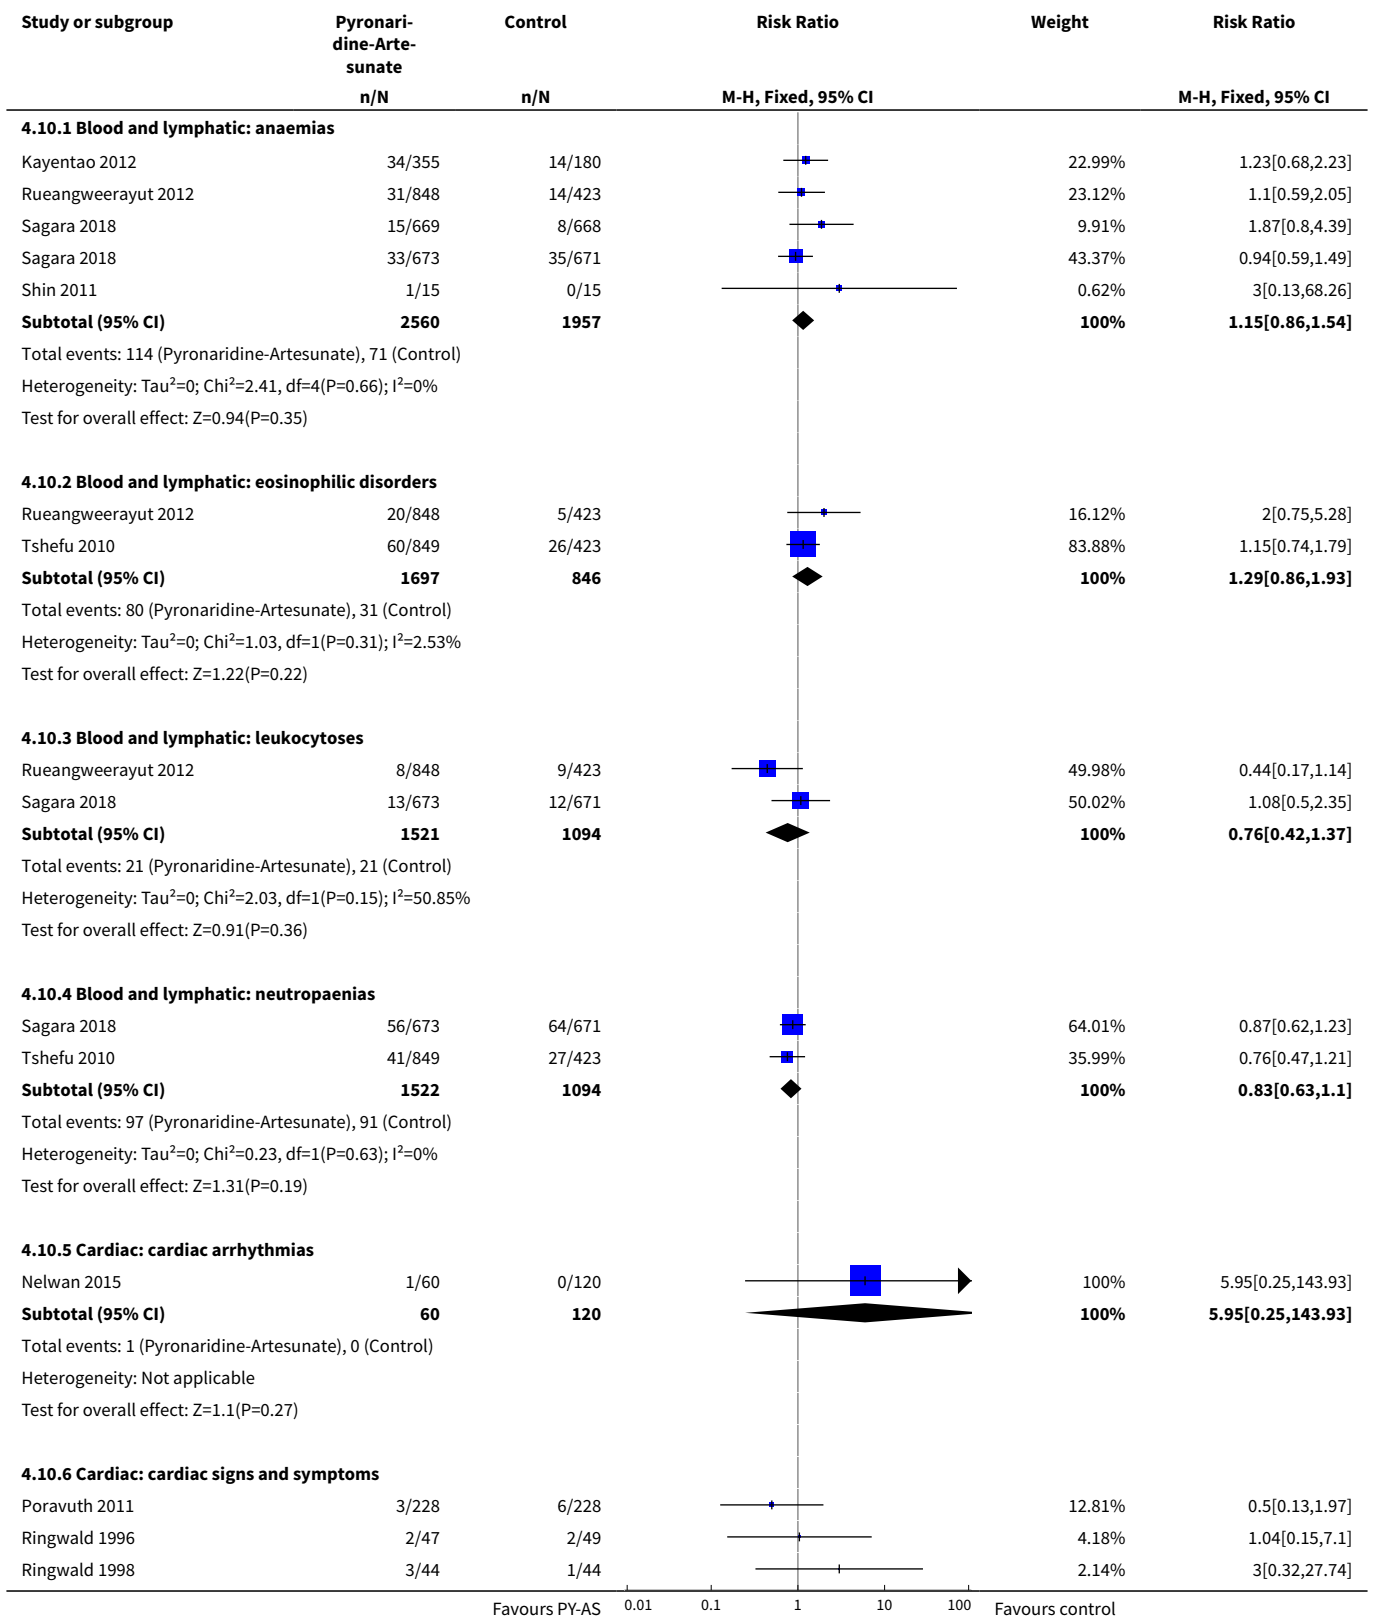 Study or subgroup Pyronari- Control Risk Ratio Weight Risk Ratio
dine-Arte-
sunate
n/N n/N M-H, Fixed, 95% CI M-H, Fixed, 95% CI
4.10.1 Blood and lymphatic: anaemias
Kayentao 2012 34/355 14/180 22.99% 1.23[0.68,2.23]
Rueangweerayut 2012 31/848 14/423 23.12% 1.1[0.59,2.05]
Sagara 2018 15/669 8/668 9.91% 1.87[0.8,4.39]
Sagara 2018 33/673 35/671 43.37% 0.94[0.59,1.49]
Shin 2011 1/15 0/15 0.62% 3[0.13,68.26]
Subtotal (95% CI) 2560 1957 100% 1.15[0.86,1.54]
Total events: 114 (Pyronaridine-Artesunate), 71 (Control)
Heterogeneity: Tau²=0; Chi²=2.41, df=4(P=0.66); I²=0%
Test for overall effect: Z=0.94(P=0.35)
4.10.2 Blood and lymphatic: eosinophilic disorders
Rueangweerayut 2012 20/848 5/423 16.12% 2[0.75,5.28]
Tshefu 2010 60/849 26/423 83.88% 1.15[0.74,1.79]
Subtotal (95% CI) 1697 846 100% 1.29[0.86,1.93]
Total events: 80 (Pyronaridine-Artesunate), 31 (Control)
Heterogeneity: Tau²=0; Chi²=1.03, df=1(P=0.31); I²=2.53%
Test for overall effect: Z=1.22(P=0.22)
4.10.3 Blood and lymphatic: leukocytoses
Rueangweerayut 2012 8/848 9/423 49.98% 0.44[0.17,1.14]
Sagara 2018 13/673 12/671 50.02% 1.08[0.5,2.35]
Subtotal (95% CI) 1521 1094 100% 0.76[0.42,1.37]
Total events: 21 (Pyronaridine-Artesunate), 21 (Control)
Heterogeneity: Tau²=0; Chi²=2.03, df=1(P=0.15); I²=50.85%
Test for overall effect: Z=0.91(P=0.36)
4.10.4 Blood and lymphatic: neutropaenias
Sagara 2018 56/673 64/671 64.01% 0.87[0.62,1.23]
Tshefu 2010 41/849 27/423 35.99% 0.76[0.47,1.21]
Subtotal (95% CI) 1522 1094 100% 0.83[0.63,1.1]
Total events: 97 (Pyronaridine-Artesunate), 91 (Control)
Heterogeneity: Tau²=0; Chi²=0.23, df=1(P=0.63); I²=0%
Test for overall effect: Z=1.31(P=0.19)
4.10.5 Cardiac: cardiac arrhythmias
Nelwan 2015 1/60 0/120 100% 5.95[0.25,143.93]
Subtotal (95% CI) 60 120 100% 5.95[0.25,143.93]
Total events: 1 (Pyronaridine-Artesunate), 0 (Control)
Heterogeneity: Not applicable
Test for overall effect: Z=1.1(P=0.27)
4.10.6 Cardiac: cardiac signs and symptoms
Poravuth 2011 3/228 6/228 12.81% 0.5[0.13,1.97]
Ringwald 1996 2/47 2/49 4.18% 1.04[0.15,7.1]
Ringwald 1998 3/44 1/44 2.14% 3[0.32,27.74]
Favours PY-AS 0.01 0.1 1 10 100 Favours control